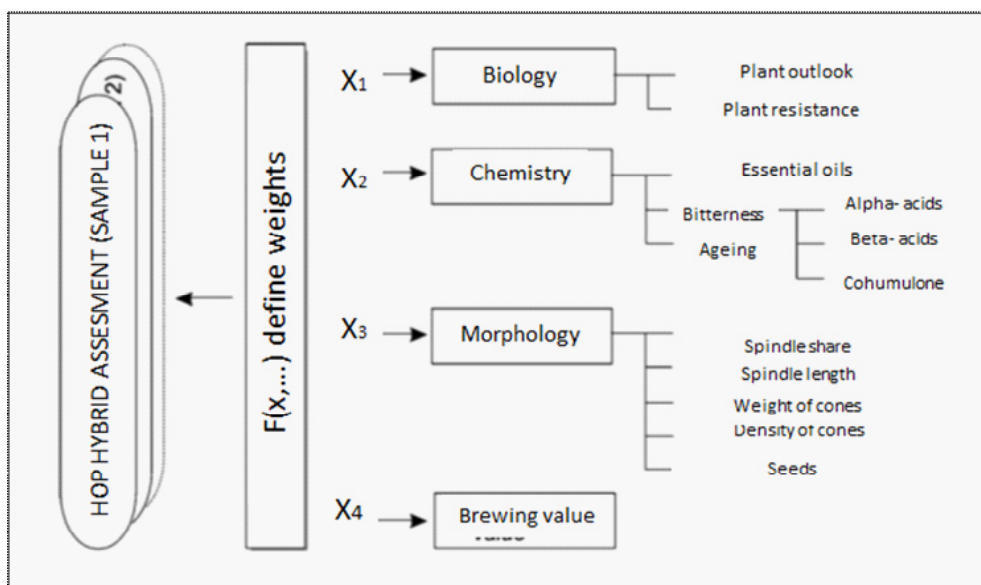 HOP HYBRID ASSESMENT (SAMPLE 1)
, 2)
F(x,...) define weights
X1
Biology
Plant outlook
Plant resistance
X2
Chemistry
Essential oils
Bitterness
Alpha- acids
Beta- acids
Ageing
Cohumulone
X3
Morphology
Spindle share
Spindle length
Weight of cones
Density of cones
Seeds
X4
Brewing value